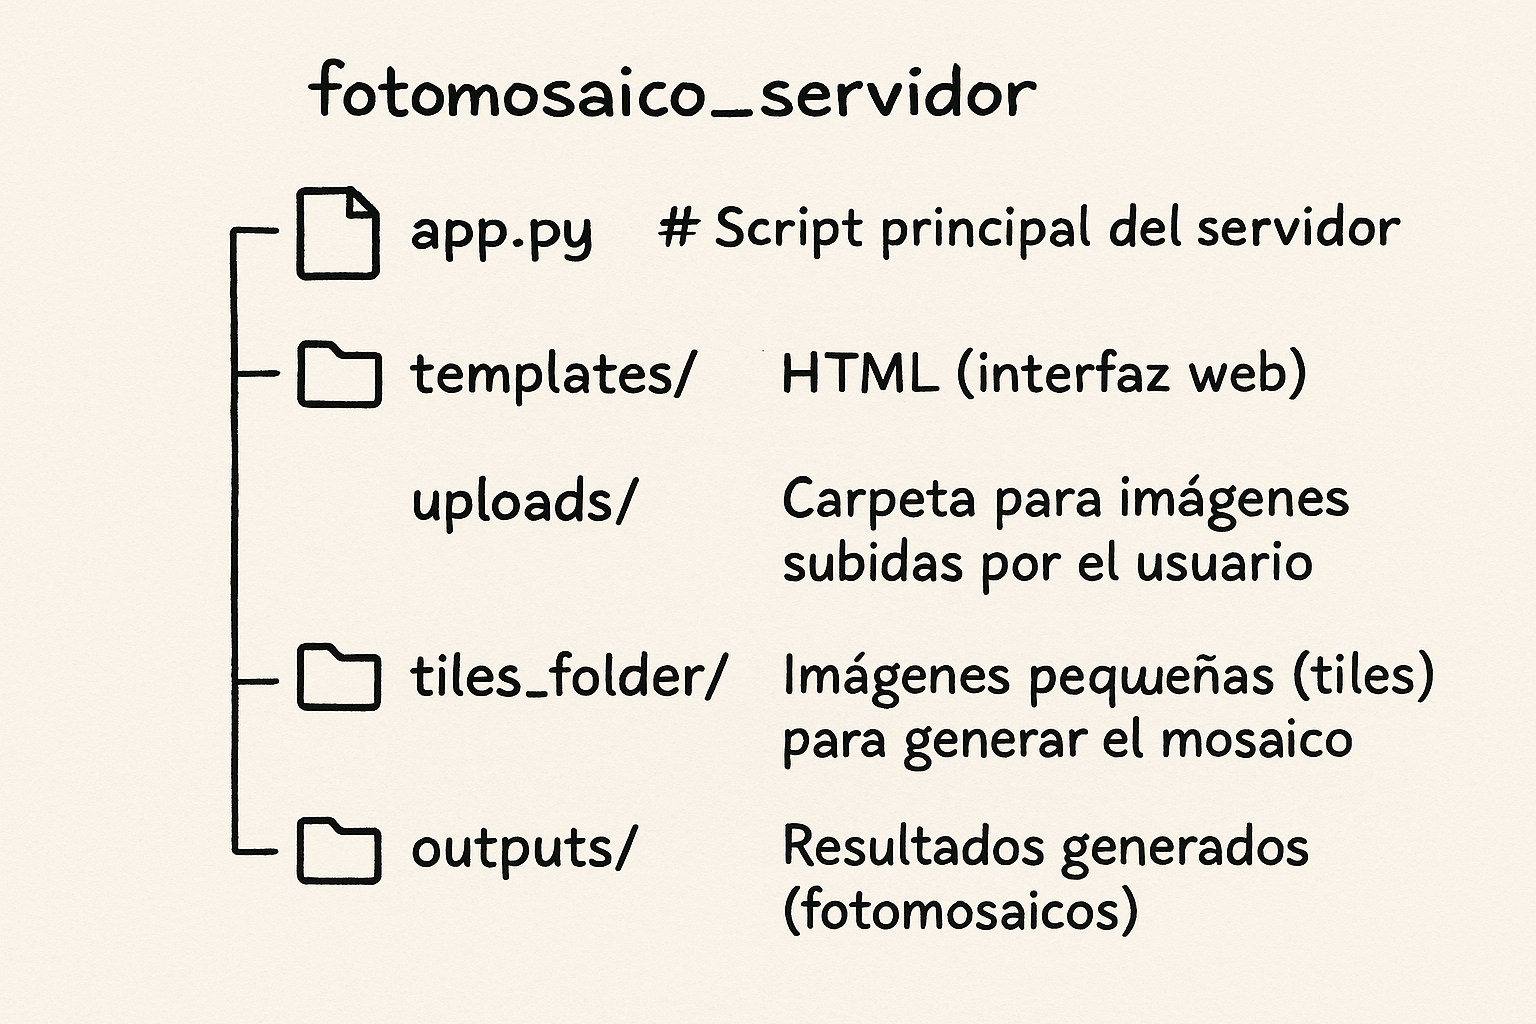 fotomosaico_servidor
app.py # Script principal del servidor
templates/ HTML (interfaz web)
uploads/ Carpeta para imágenes
subidas por el usuario
tiles_folder/ Imágenes pequueñas (tiles)
para generar el mosaico
outputs/ Resultados generados
(fotomosaicos)